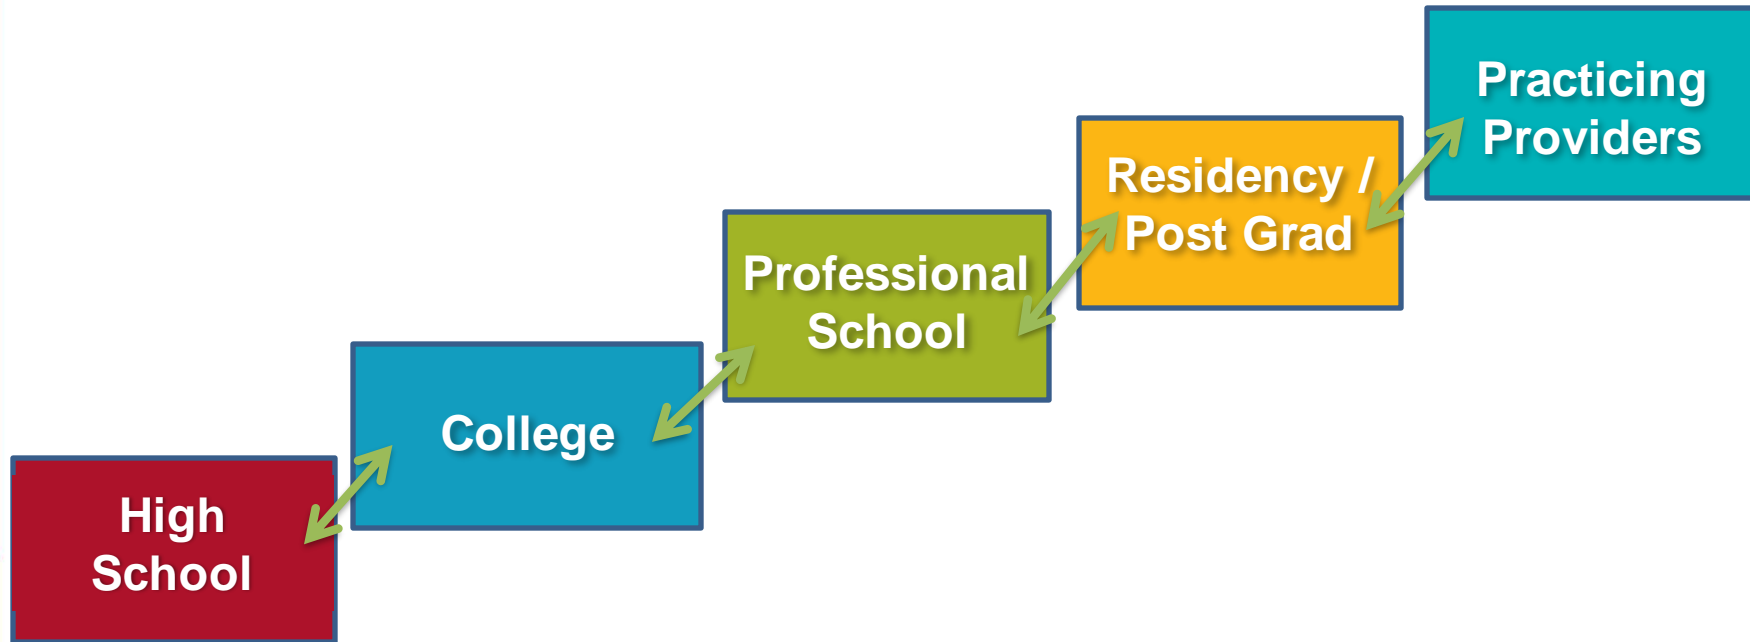 High
School
College
Professional
School
Residency /
Post Grad
Practicing
Providers